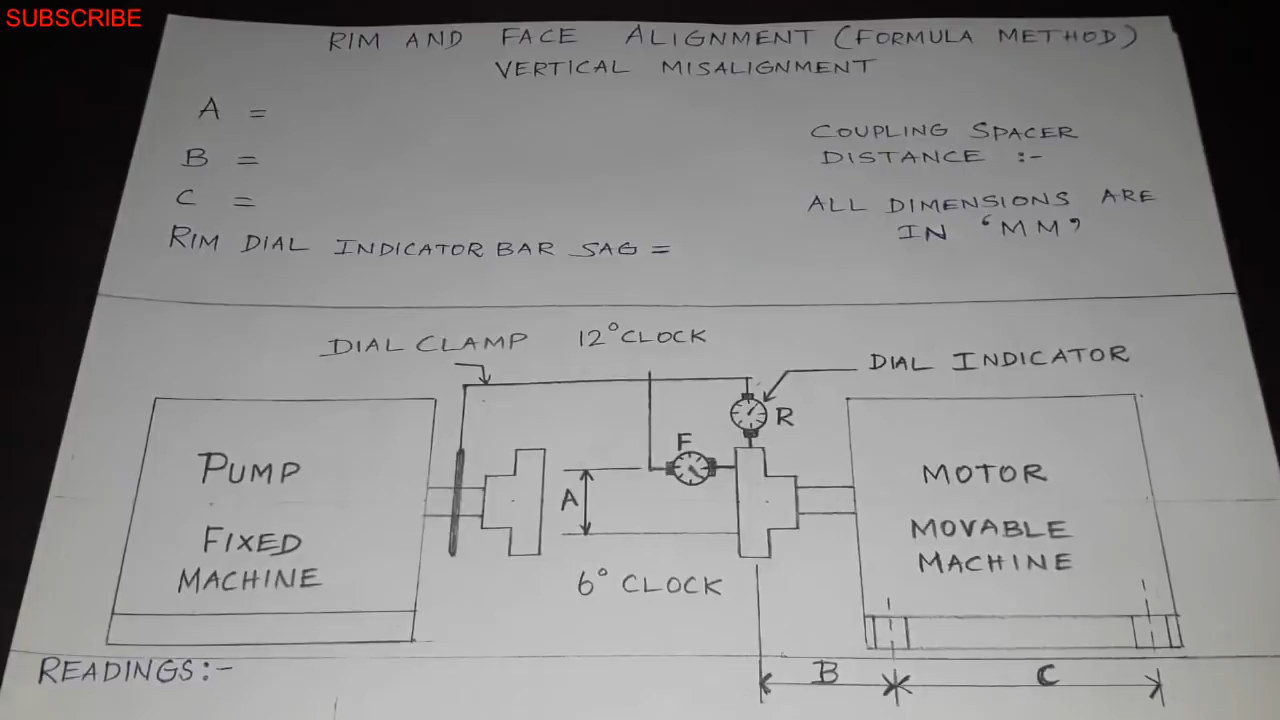 SUBSCRIBE
RIM AND FACE ALIGNMENT (FORMULA METHOD)
VERTICAL MISALIGNMENT
A =
B =
C =
RIM DIAL INDICATOR BAR SAG =
COUPLING SPACER
DISTANCE :-
ALL DIMENSIONS ARE
IN 'MM'
DIAL CLAMP
12°CLOCK
DIAL INDICATOR
R
F
A
PUMP
FIXED
MACHINE
MOTOR
MOVABLE
MACHINE
6°CLOCK
B
C
READINGS:-